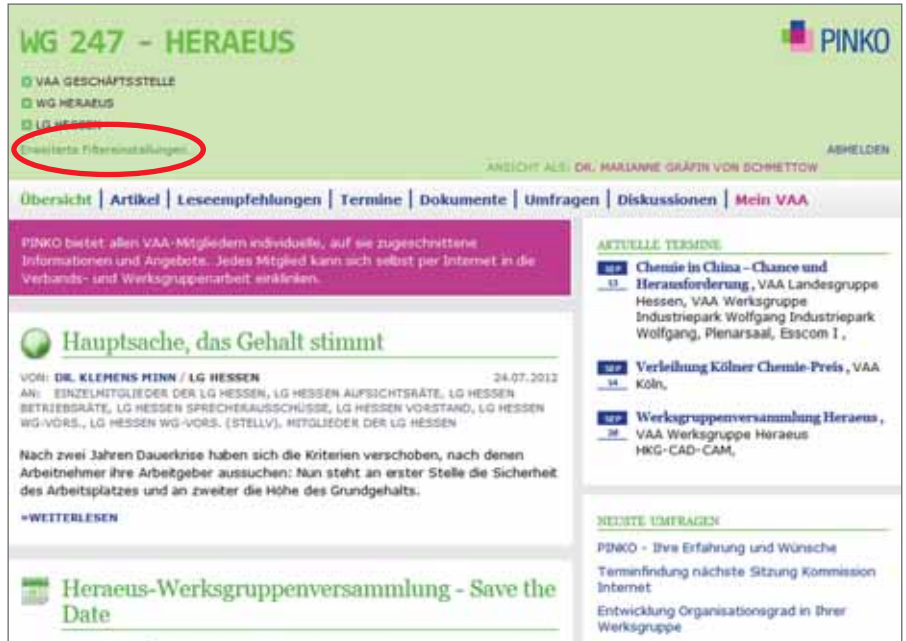 WG 247 - HERAEUS
PINKO
VAA GESCHÄFTSSTELLE
WG HERAEUS
LG HESSEN
Erweiterte Filtereinstellungen
ABMELDEN
ANSICHT ALS: DR. MARIANNE GRÄFIN VON SCHMETTOW
Übersicht | Artikel | Leseempfehlungen | Termine | Dokumente | Umfragen | Diskussionen | Mein VAA
PINKO bietet allen VAA-Mitgliedern individuelle, auf sie zugeschnittene
Informationen und Angebote. Jedes Mitglied kann sich selbst per Internet in die
Verbands- und Werksgruppenarbeit einklinken.
Hauptsache, das Gehalt stimmt
VON: DR. KLEMENS MINN / LG HESSEN 24.07.2012
AN: EINZELMITGLIEDER DER LG HESSEN, LG HESSEN AUFSICHTSRÄTE, LG HESSEN
BETRIEBSRÄTE, LG HESSEN SPRECHERAUSSCHÜSSE, LG HESSEN VORSTAND, LG HESSEN
WG-VORS., LG HESSEN WG-VORS. (STELLV), MITGLIEDER DER LG HESSEN
Nach zwei Jahren Dauerkrise haben sich die Kriterien verschoben, nach denen
Arbeitnehmer ihre Arbeitgeber aussuchen: Nun steht an erster Stelle die Sicherheit
des Arbeitsplatzes und an zweiter die Höhe des Grundgehalts.
»WEITERLESEN
Heraeus-Werksgruppenversammlung - Save the
Date
AKTUELLE TERMINE
SEP
13
Chemie in China – Chance und
Herausforderung , VAA Landesgruppe
Hessen, VAA Werksgruppe
Industriepark Wolfgang Industriepark
Wolfgang, Plenarsaal, Esscom I ,
SEP
14
Verleihung Kölner Chemie-Preis , VAA
Köln,
SEP
Werksgruppenversammlung Heraeus ,
VAA Werksgruppe Heraeus
HKG-CAD-CAM,
NEUSTE UMFRAGEN
PINKO - Ihre Erfahrung und Wünsche
Terminfindung nächste Sitzung Kommission
Internet
Entwicklung Organisationsgrad in Ihrer
Werksgruppe